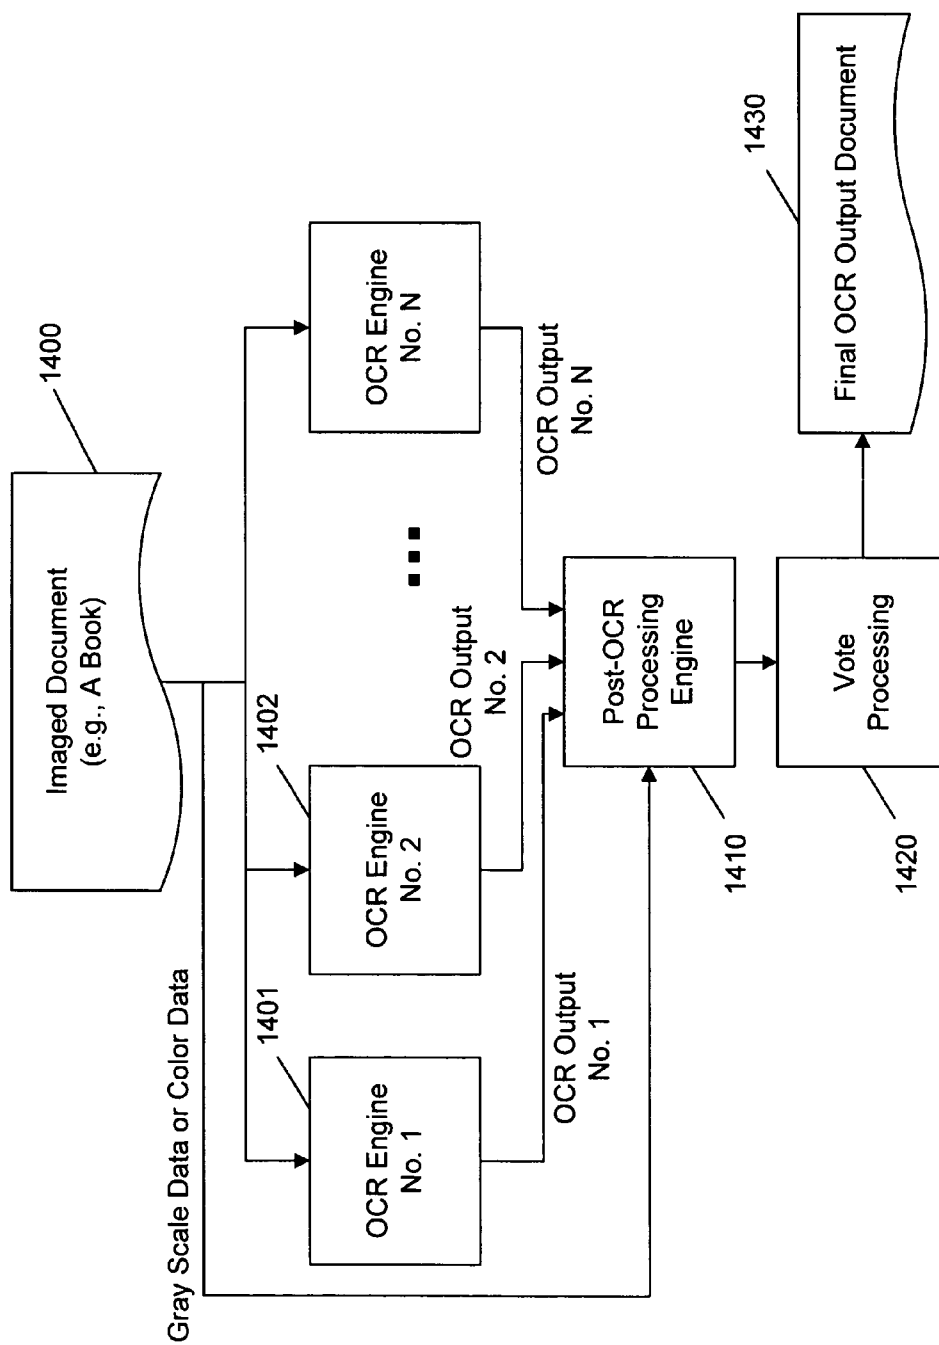 1400
Imaged Document
(e.g., A Book)
Gray Scale Data or Color Data
1401
1402
OCR Engine
No. 1
OCR Engine
No. 2
OCR Engine
No. N
OCR Output
No. 1
OCR Output
No. 2
OCR Output
No. N
Post-OCR
Processing
Engine
1410
Vote
Processing
1420
1430
Final OCR Output Document